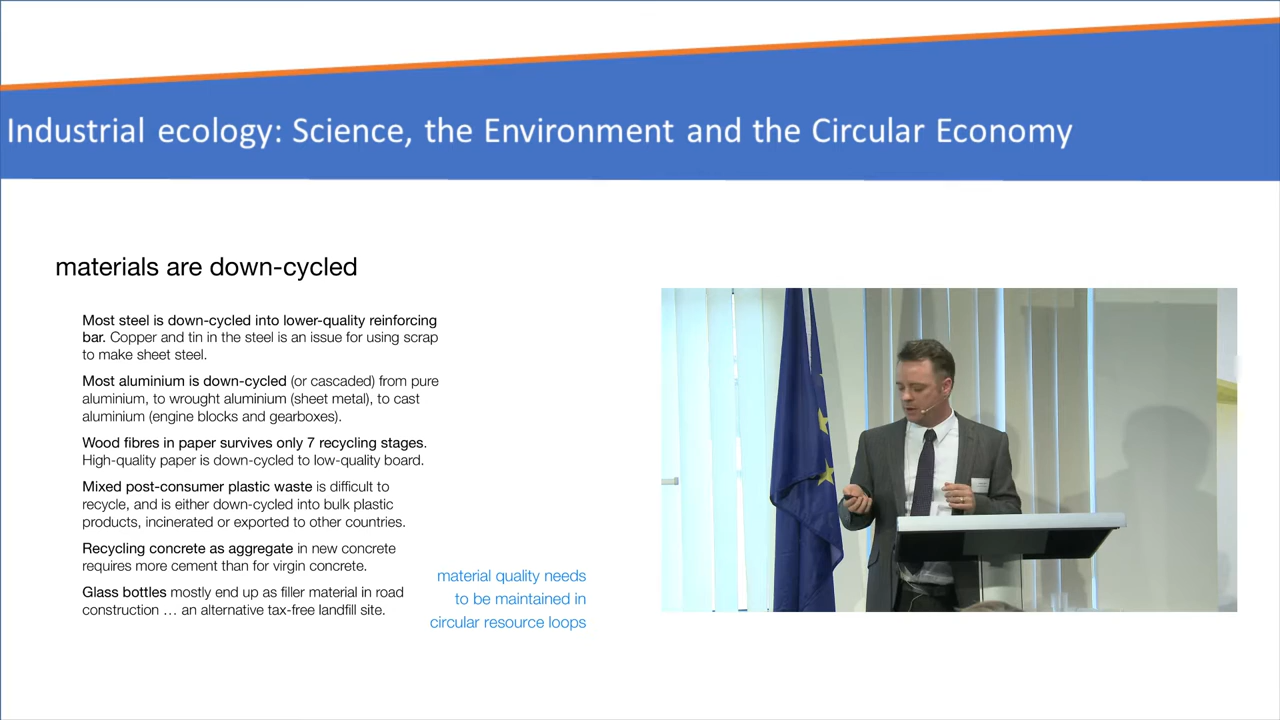 Industrial ecology: Science, the Environment and the Circular Economy
materials are down-cycled
Most steel is down-cycled into lower-quality reinforcing
bar. Copper and tin in the steel is an issue for using scrap
to make sheet steel.
Most aluminium is down-cycled (or cascaded) from pure
aluminium, to wrought aluminium (sheet metal), to cast
aluminium (engine blocks and gearboxes).
Wood fibres in paper survives only 7 recycling stages.
High-quality paper is down-cycled to low-quality board.
Mixed post-consumer plastic waste is difficult to
recycle, and is either down-cycled into bulk plastic
products, incinerated or exported to other countries.
Recycling concrete as aggregate in new concrete
requires more cement than for virgin concrete.
Glass bottles mostly end up as filler material in road
construction … an alternative tax-free landfill site.
material quality needs
to be maintained in
circular resource loops